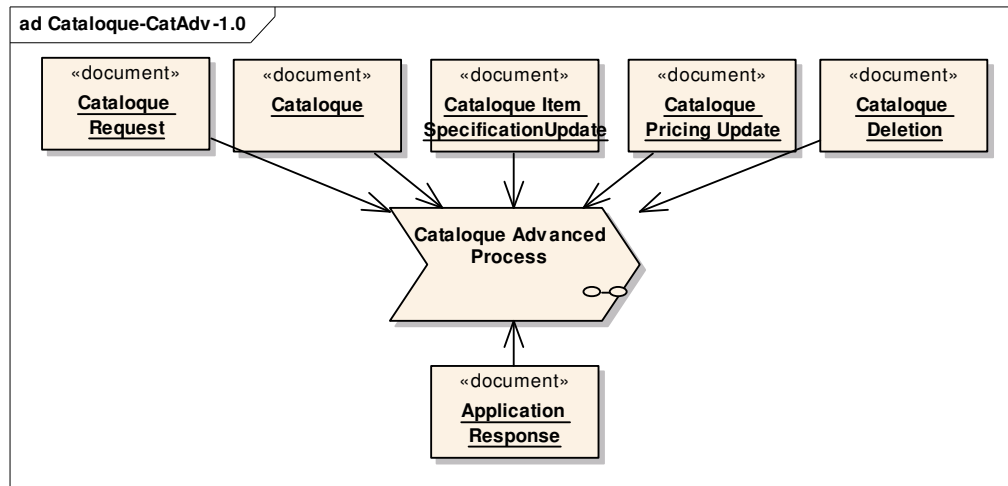 ad Cataloque-CatAdv-1.0
«document»
Cataloque
Request
«document»
Cataloque
«document»
Cataloque Item
SpecificationUpdate
«document»
Cataloque
Pricing Update
«document»
Cataloque
Deletion
Cataloque Advanced
Process
«document»
Application
Response